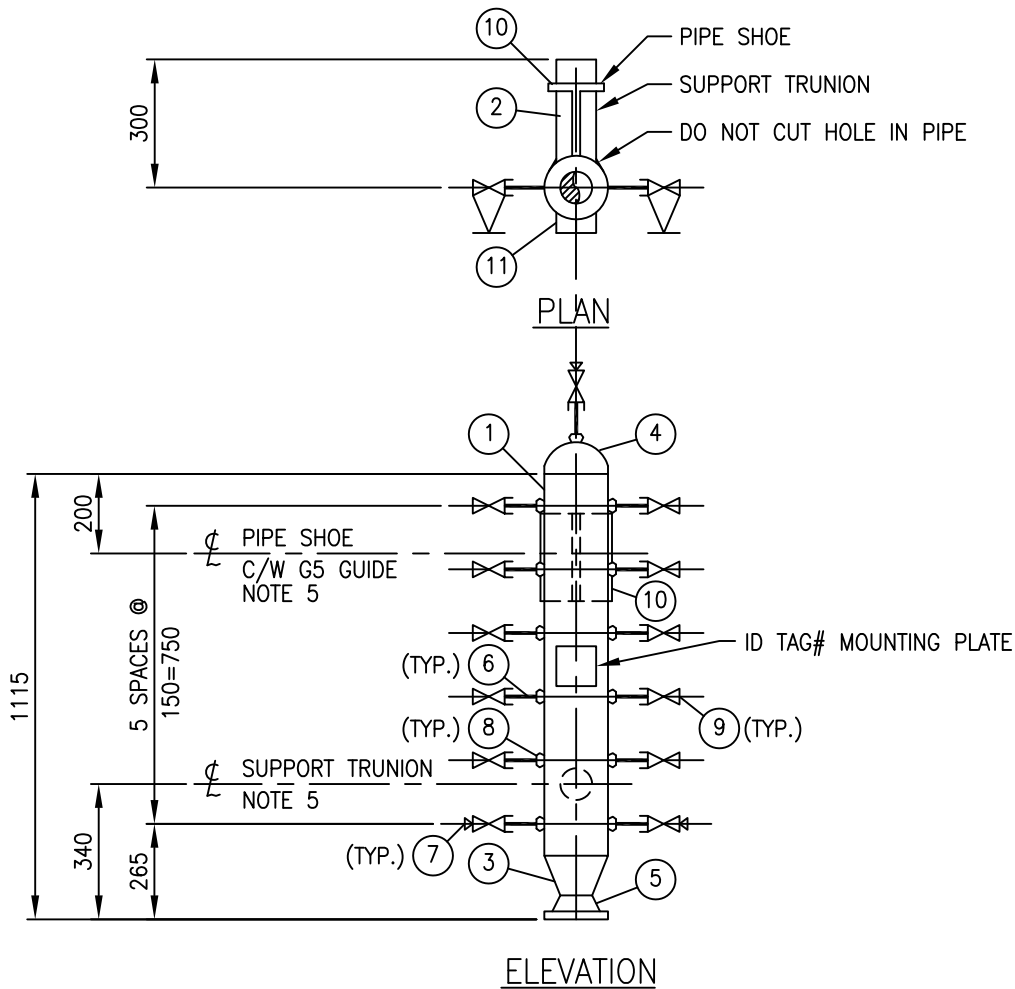 10
PIPE SHOE
SUPPORT TRUNION
2
DO NOT CUT HOLE IN PIPE
300
11
PLAN
1
4
200
℄ PIPE SHOE
C/W G5 GUIDE
NOTE 5
10
5 SPACES @
150=750
ID TAG# MOUNTING PLATE
1115
(TYP.) 6
9 (TYP.)
(TYP.) 8
℄ SUPPORT TRUNION
NOTE 5
340
265
(TYP.) 7
3
5
ELEVATION